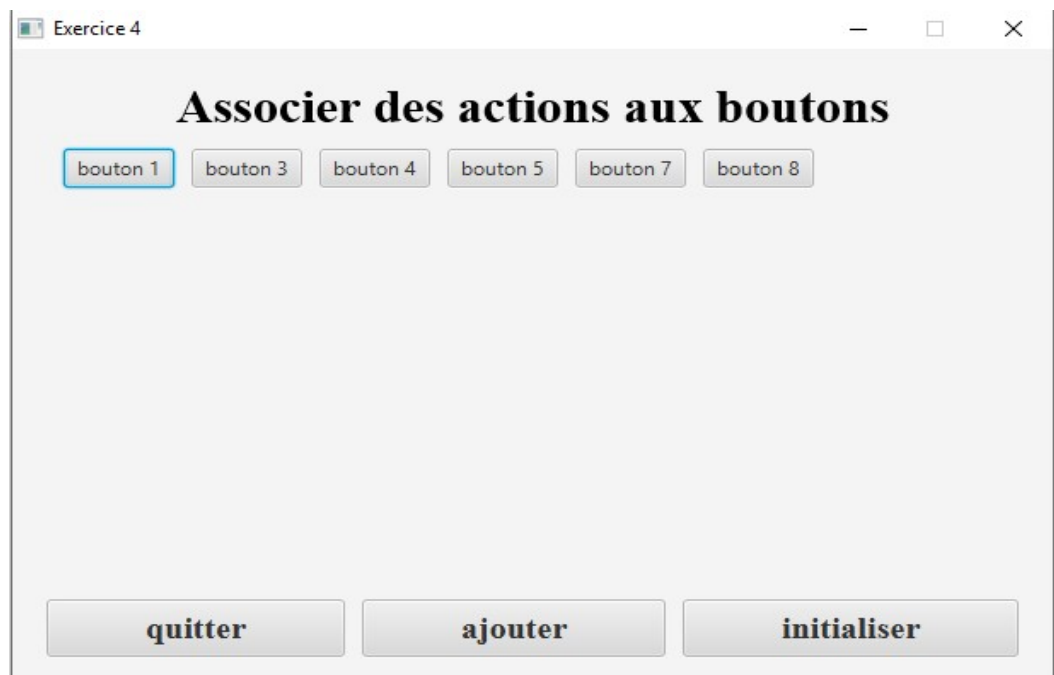 Exercice 4
Associer des actions aux boutons
bouton 1 bouton 3 bouton 4 bouton 5 bouton 7 bouton 8
quitter ajouter initialiser